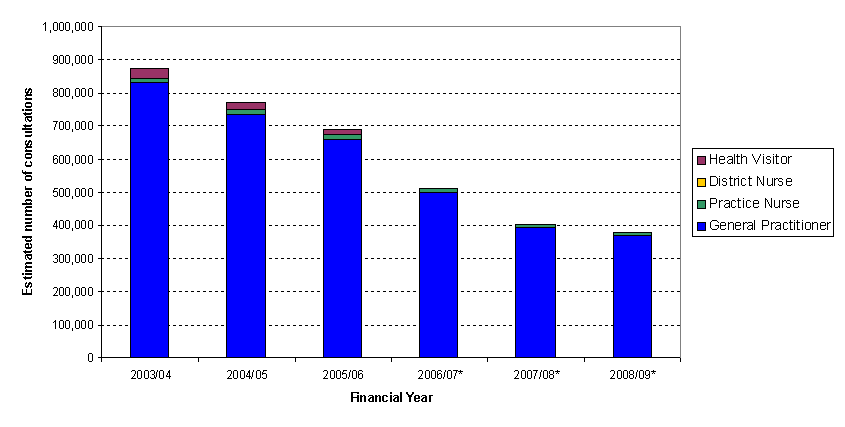 1,000,000
900,000
800,000
700,000
600,000
500,000
400,000
300,000
200,000
100,000
0
Estimated number of consultations
2003/04 2004/05 2005/06 2006/07* 2007/08* 2008/09*
Financial Year
Health Visitor
District Nurse
Practice Nurse
General Practitioner